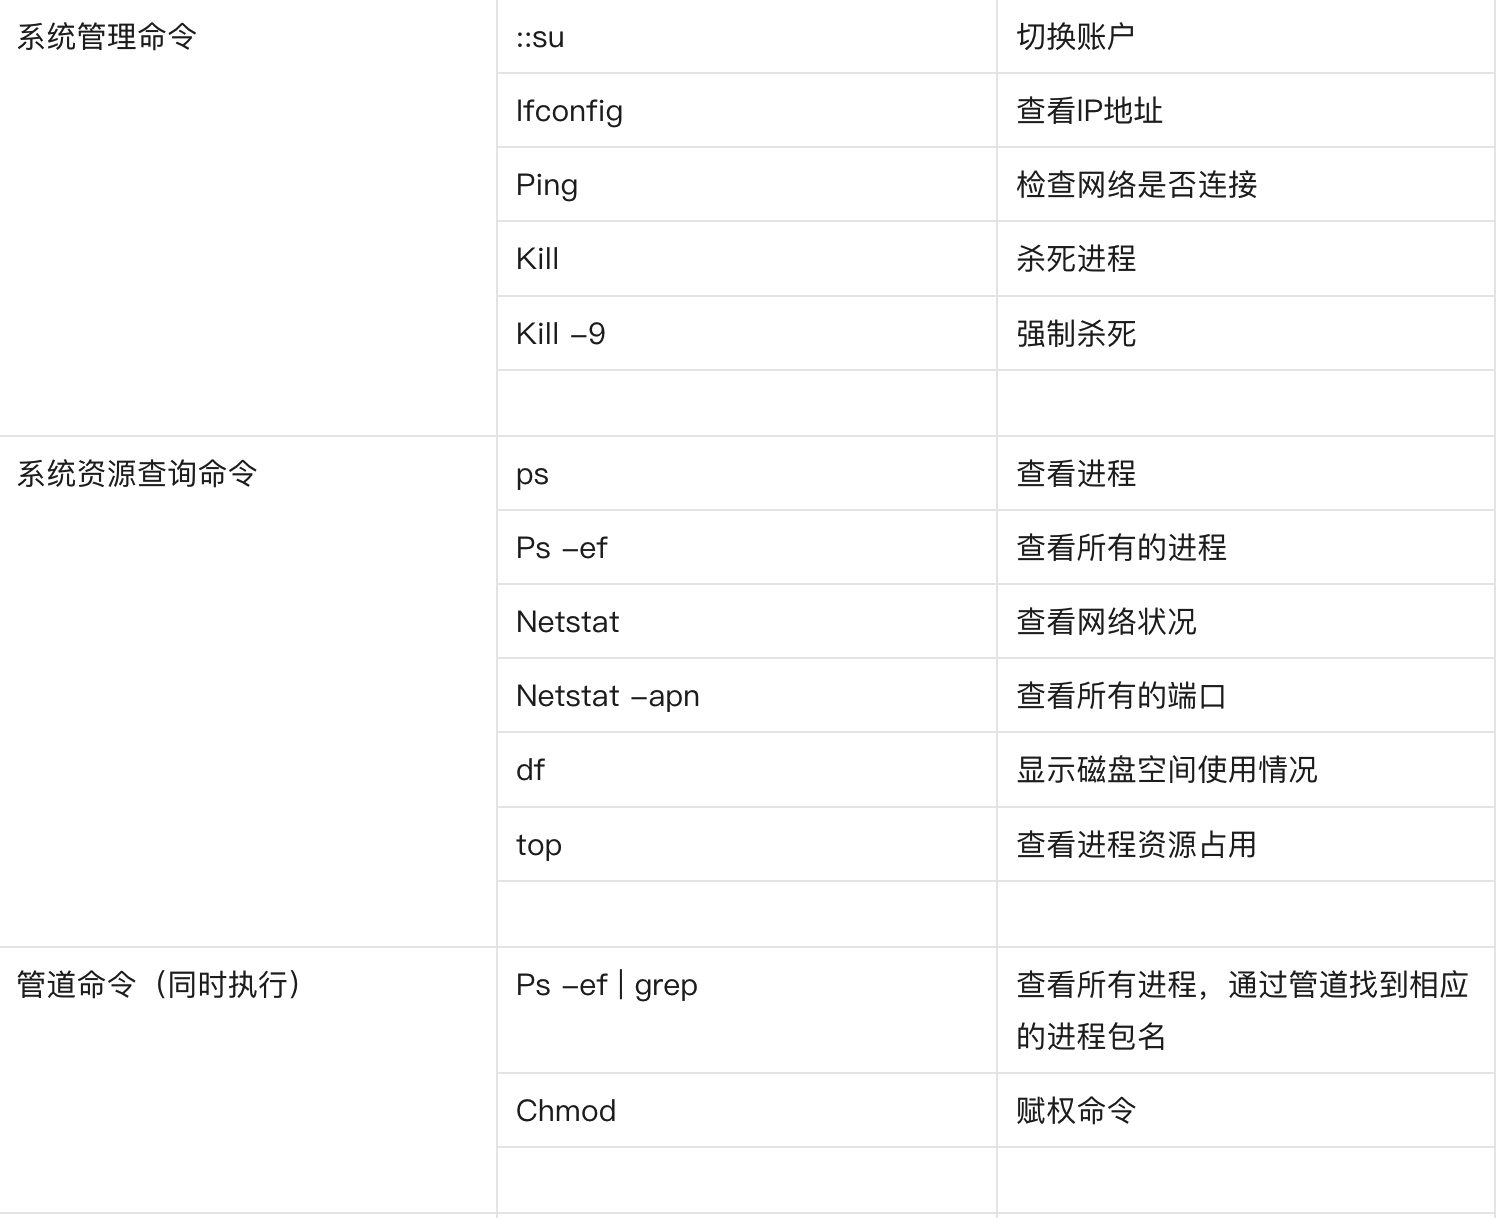 系统管理命令
::su
切换账户
Ifconfig
查看IP地址
Ping
检查网络是否连接
Kill
杀死进程
Kill -9
强制杀死
系统资源查询命令
ps
查看进程
Ps -ef
查看所有的进程
Netstat
查看网络状况
Netstat -apn
查看所有的端口
df
显示磁盘空间使用情况
top
查看进程资源占用
管道命令（同时执行）
Ps -ef | grep
查看所有进程，通过管道找到相应
的进程包名
Chmod
赋权命令